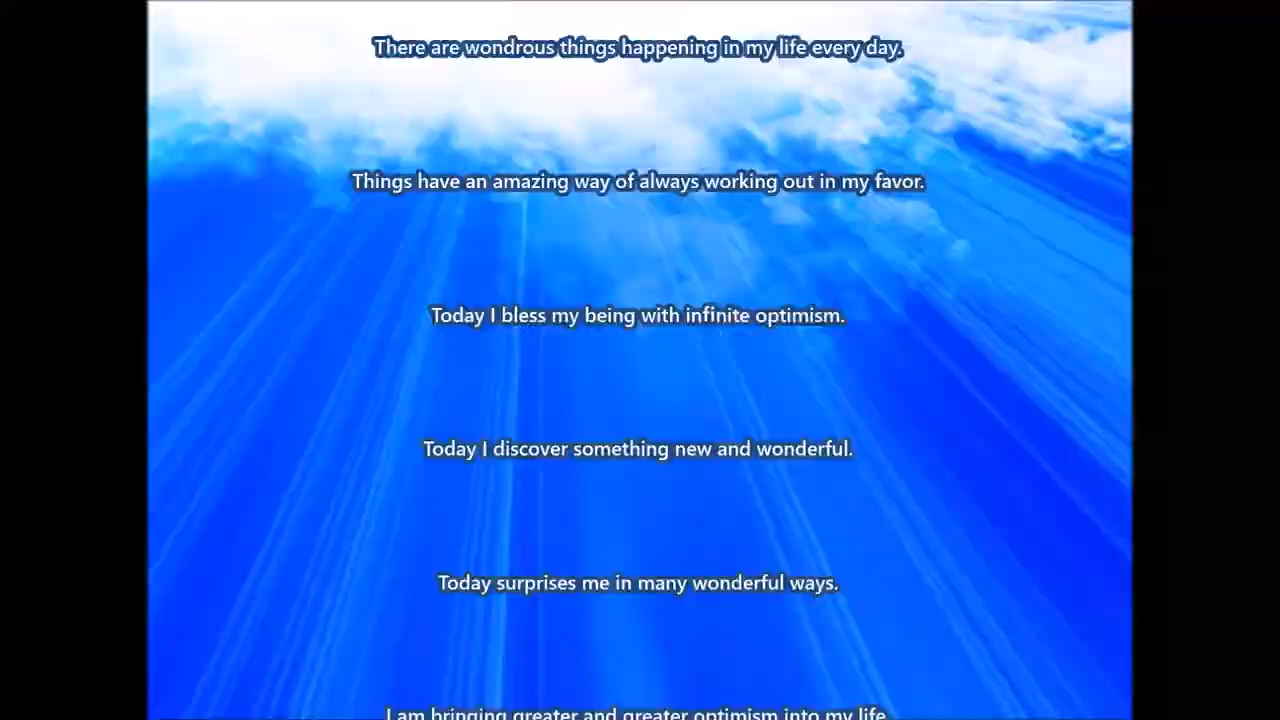 There are wondrous things happening in my life every day.
Things have an amazing way of always working out in my favor.
Today I bless my being with infinite optimism.
Today I discover something new and wonderful.
Today surprises me in many wonderful ways.
I am bringing greater and greater optimism into my life